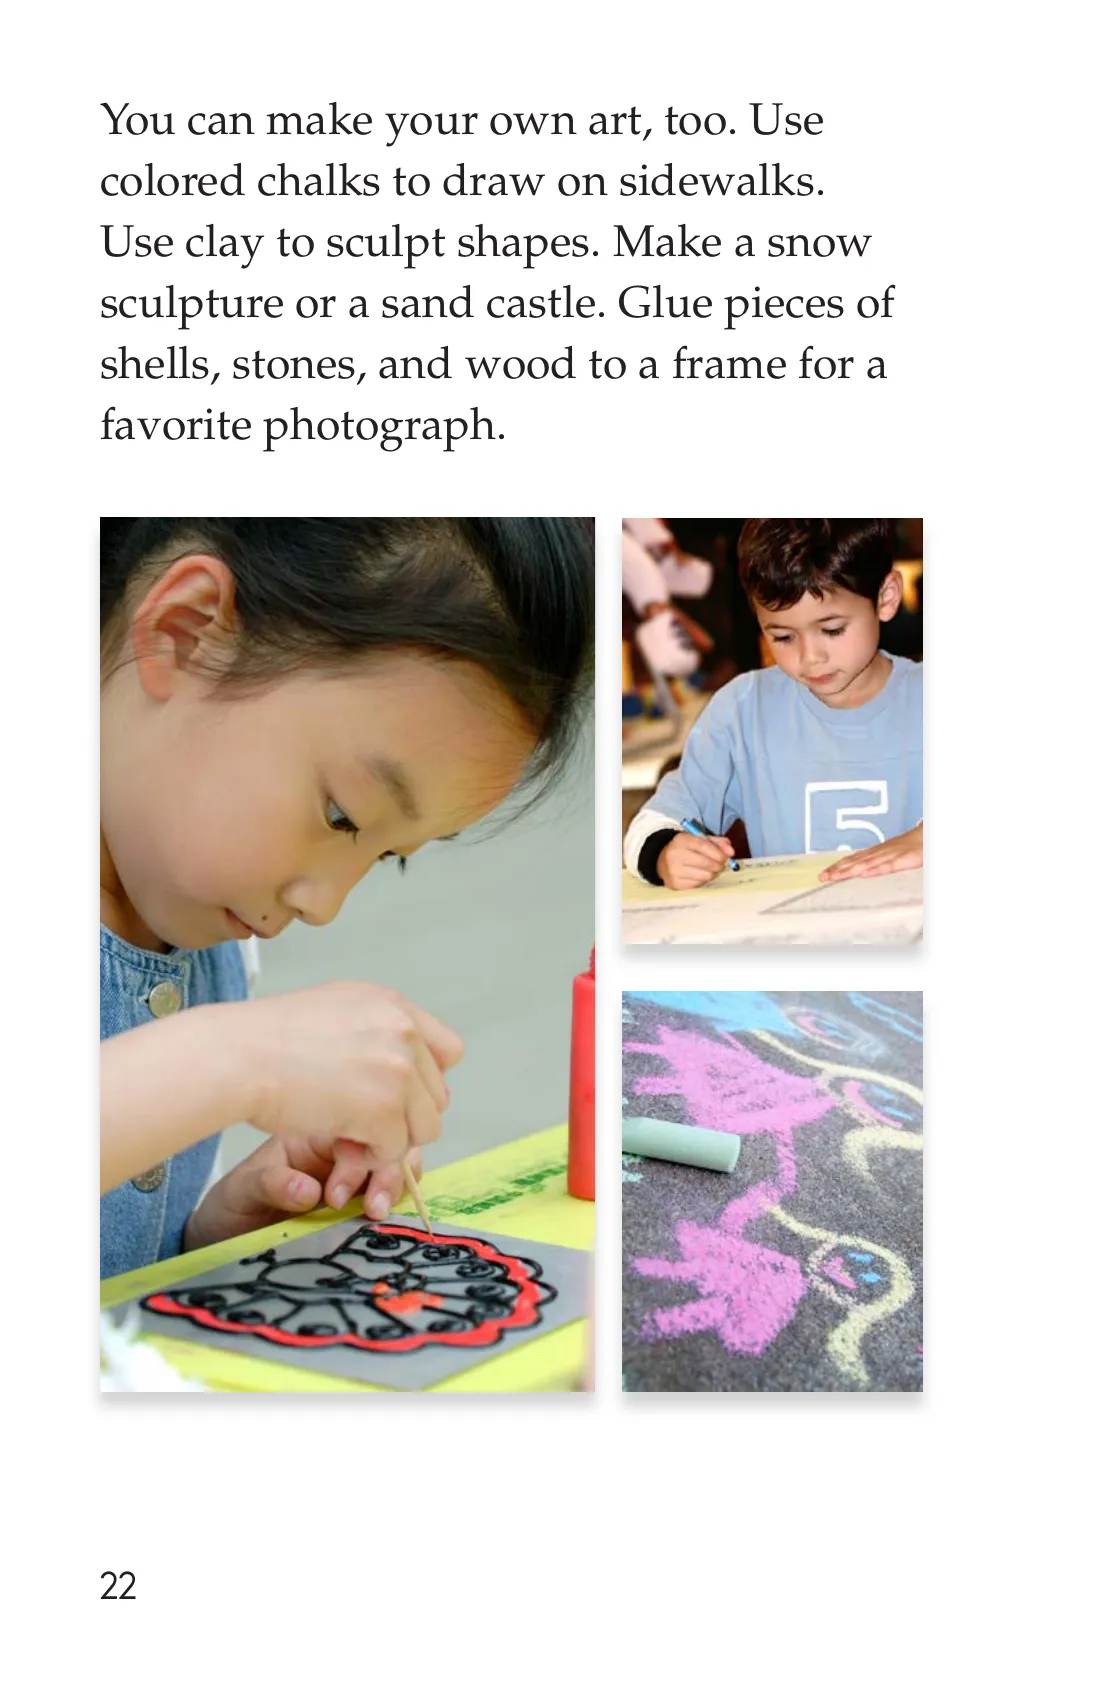 You can make your own art, too. Use
colored chalks to draw on sidewalks.
Use clay to sculpt shapes. Make a snow
sculpture or a sand castle. Glue pieces of
shells, stones, and wood to a frame for a
favorite photograph.
5
22